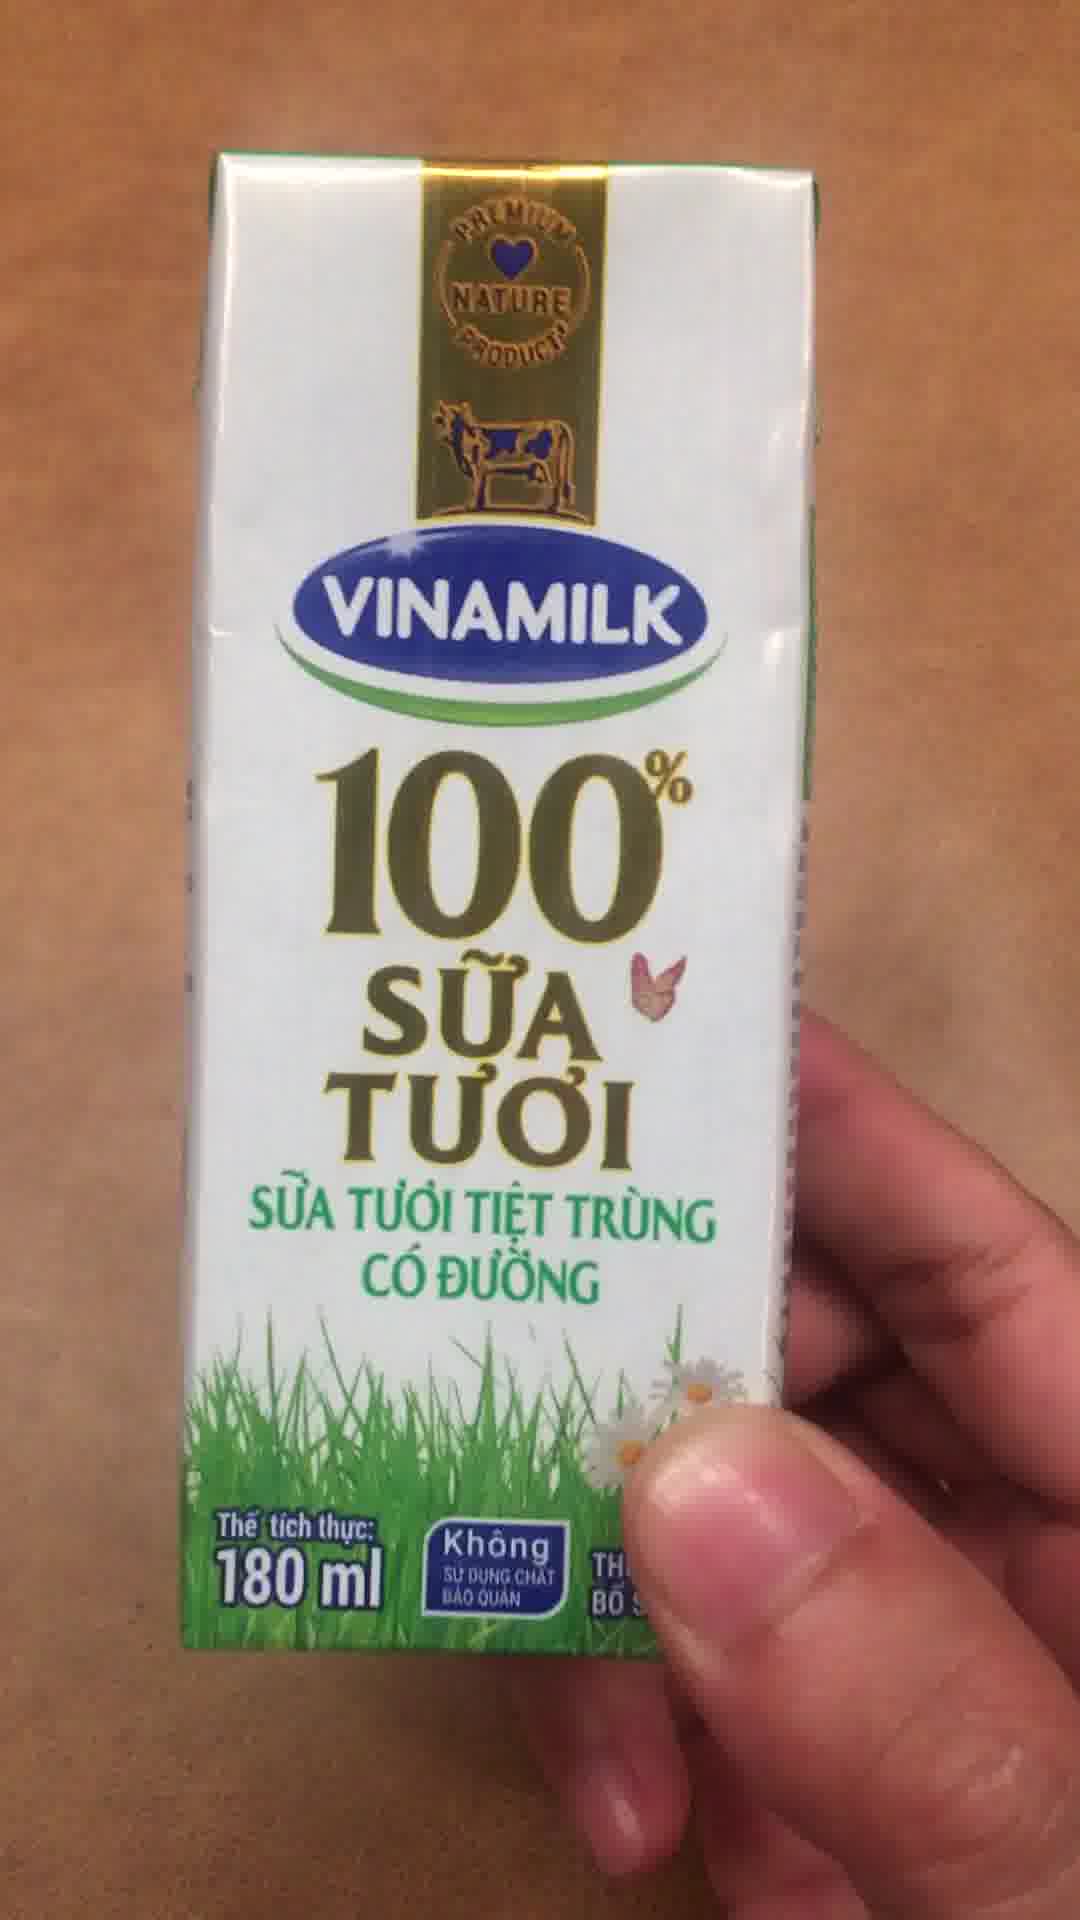 PREMIUM
NATURE
PRODUCT
VINAMILK
100%
SỮA
TƯƠI
SỮA TƯƠI TIỆT TRÙNG
CÓ ĐƯỜNG
Thể tích thực:
180 ml
Không
SỬ DỤNG CHẤT
BẢO QUẢN
BỔ